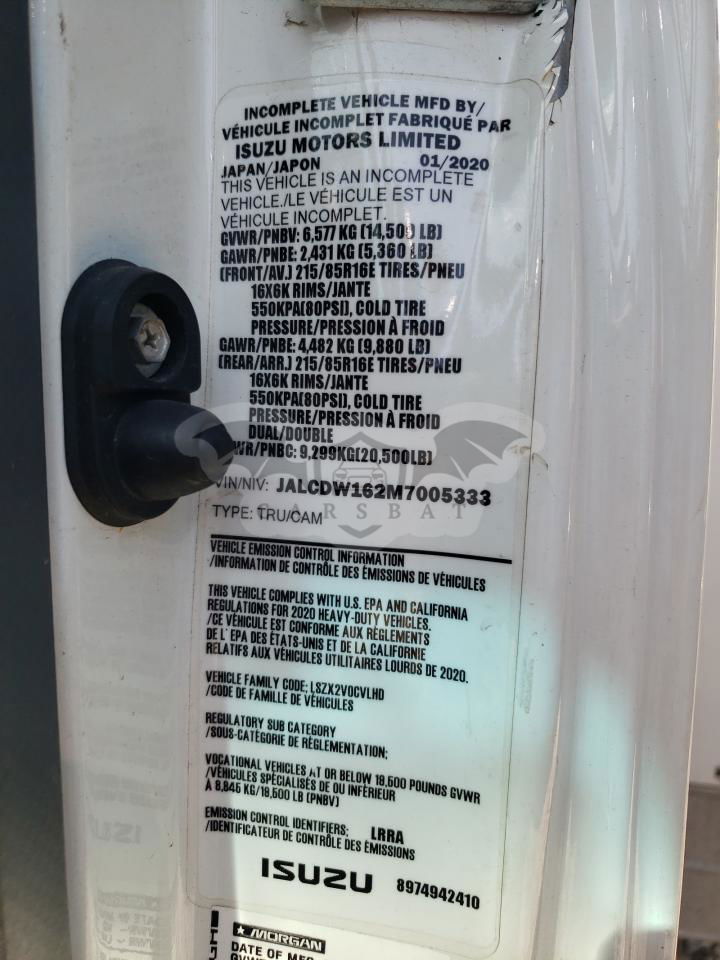 INCOMPLETE VEHICLE MFD BY/
VÉHICULE INCOMPLET FABRIQUÉ PAR
ISUZU MOTORS LIMITED
JAPAN/JAPON 01/2020
THIS VEHICLE IS AN INCOMPLETE
VEHICLE./LE VÉHICULE EST UN
VÉHICULE INCOMPLET.
GVWR/PNBV: 6,577 KG (14,500 LB)
GAWR/PNBE: 2,431 KG (5,360 LB)
(FRONT/AV.) 215/85R16E TIRES/PNEU
16X6K RIMS/JANTE
550KPA(80PSI), COLD TIRE
PRESSURE/PRESSION À FROID
GAWR/PNBE: 4,482 KG (9,880 LB)
(REAR/ARR.) 215/85R16E TIRES/PNEU
16X6K RIMS/JANTE
550KPA(80PSI), COLD TIRE
PRESSURE/PRESSION À FROID
DUAL/DOUBLE
WR/PNBC: 9,299KG(20,500LB)
VIN/NIV: JALCDW162M7005333
CARSBAT
TYPE: TRU/CAM
VEHICLE EMISSION CONTROL INFORMATION
/INFORMATION DE CONTRÔLE DES ÉMISSIONS DE VÉHICULES
THIS VEHICLE COMPLIES WITH U.S. EPA AND CALIFORNIA
REGULATIONS FOR 2020 HEAVY-DUTY VEHICLES.
/CE VÉHICULE EST CONFORME AUX RÈGLEMENTS
DE L' EPA DES ÉTATS-UNIS ET DE LA CALIFORNIE
RELATIFS AUX VÉHICULES UTILITAIRES LOURDS DE 2020.
VEHICLE FAMILY CODE; LSZX2VOCVLHD
/CODE DE FAMILLE DE VÉHICULES
REGULATORY SUB CATEGORY
/SOUS-CATÉGORIE DE RÉGLEMENTATION;
VOCATIONAL VEHICLES AT OR BELOW 19,500 POUNDS GVWR
/VÉHICULES SPÉCIALISÉS DE OU INFÉRIEUR
À 8,845 KG/19,500 LB (PNBV)
EMISSION CONTROL IDENTIFIERS; LRRA
/IDENTIFICATEUR DE CONTRÔLE DES ÉMISSIONS
ISUZU 8974942410
MORGAN
DATE OF MFG